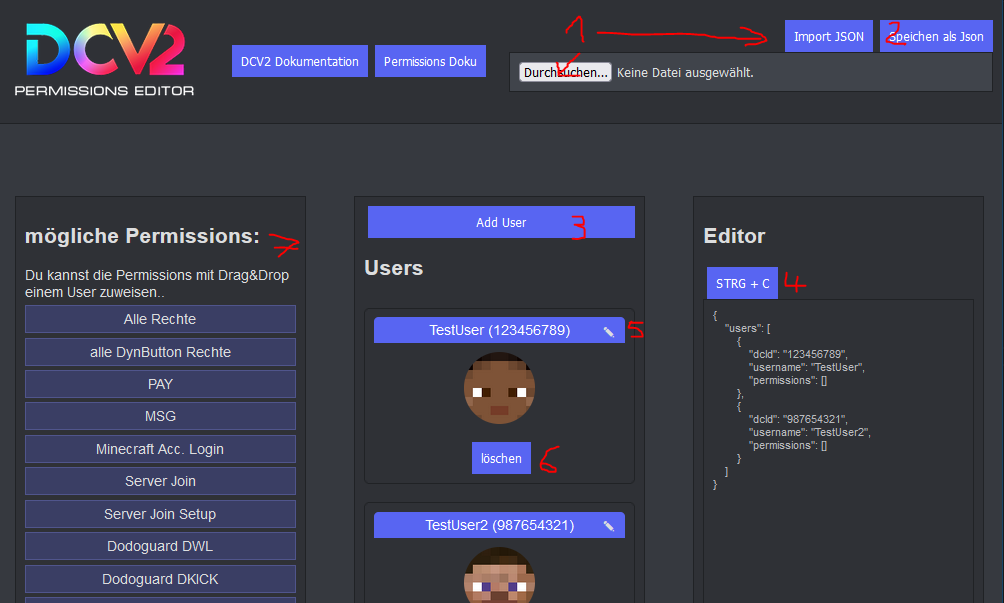 DCV2
PERMISSIONS EDITOR
DCV2 Dokumentation
Permissions Doku
1
Import JSON
2
Speichen als Json
Durchsuchen... Keine Datei ausgewählt.
mögliche Permissions:
7
Du kannst die Permissions mit Drag&Drop
einem User zuweisen..
Alle Rechte
alle DynButton Rechte
PAY
MSG
Minecraft Acc. Login
Server Join
Server Join Setup
Dodoguard DWL
Dodoguard DKICK
Add User
3
Users
TestUser (123456789)
5
löschen
6
TestUser2 (987654321)
Editor
STRG + C
4
{
"users": [
{
"dcId": "123456789",
"username": "TestUser",
"permissions": []
},
{
"dcId": "987654321",
"username": "TestUser2",
"permissions": []
}
]
}